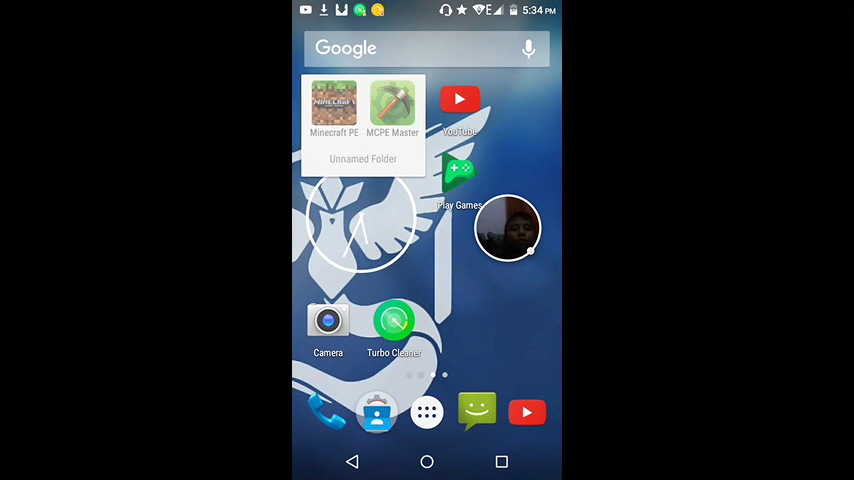 E 5:34 PM
Google
MINECRAFT
Minecraft PE
MCPE Master
Unnamed Folder
YouTube
Play Games
Camera
Turbo Cleaner